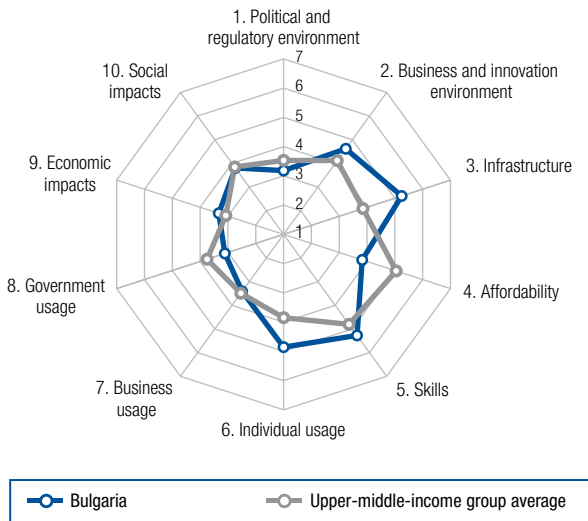 1. Political and
regulatory environment
10. Social
impacts
2. Business and innovation
environment
9. Economic
impacts
3. Infrastructure
8. Government
usage
4. Affordability
7. Business
usage
5. Skills
6. Individual usage
7
6
5
4
3
2
1
Bulgaria
Upper-middle-income group average